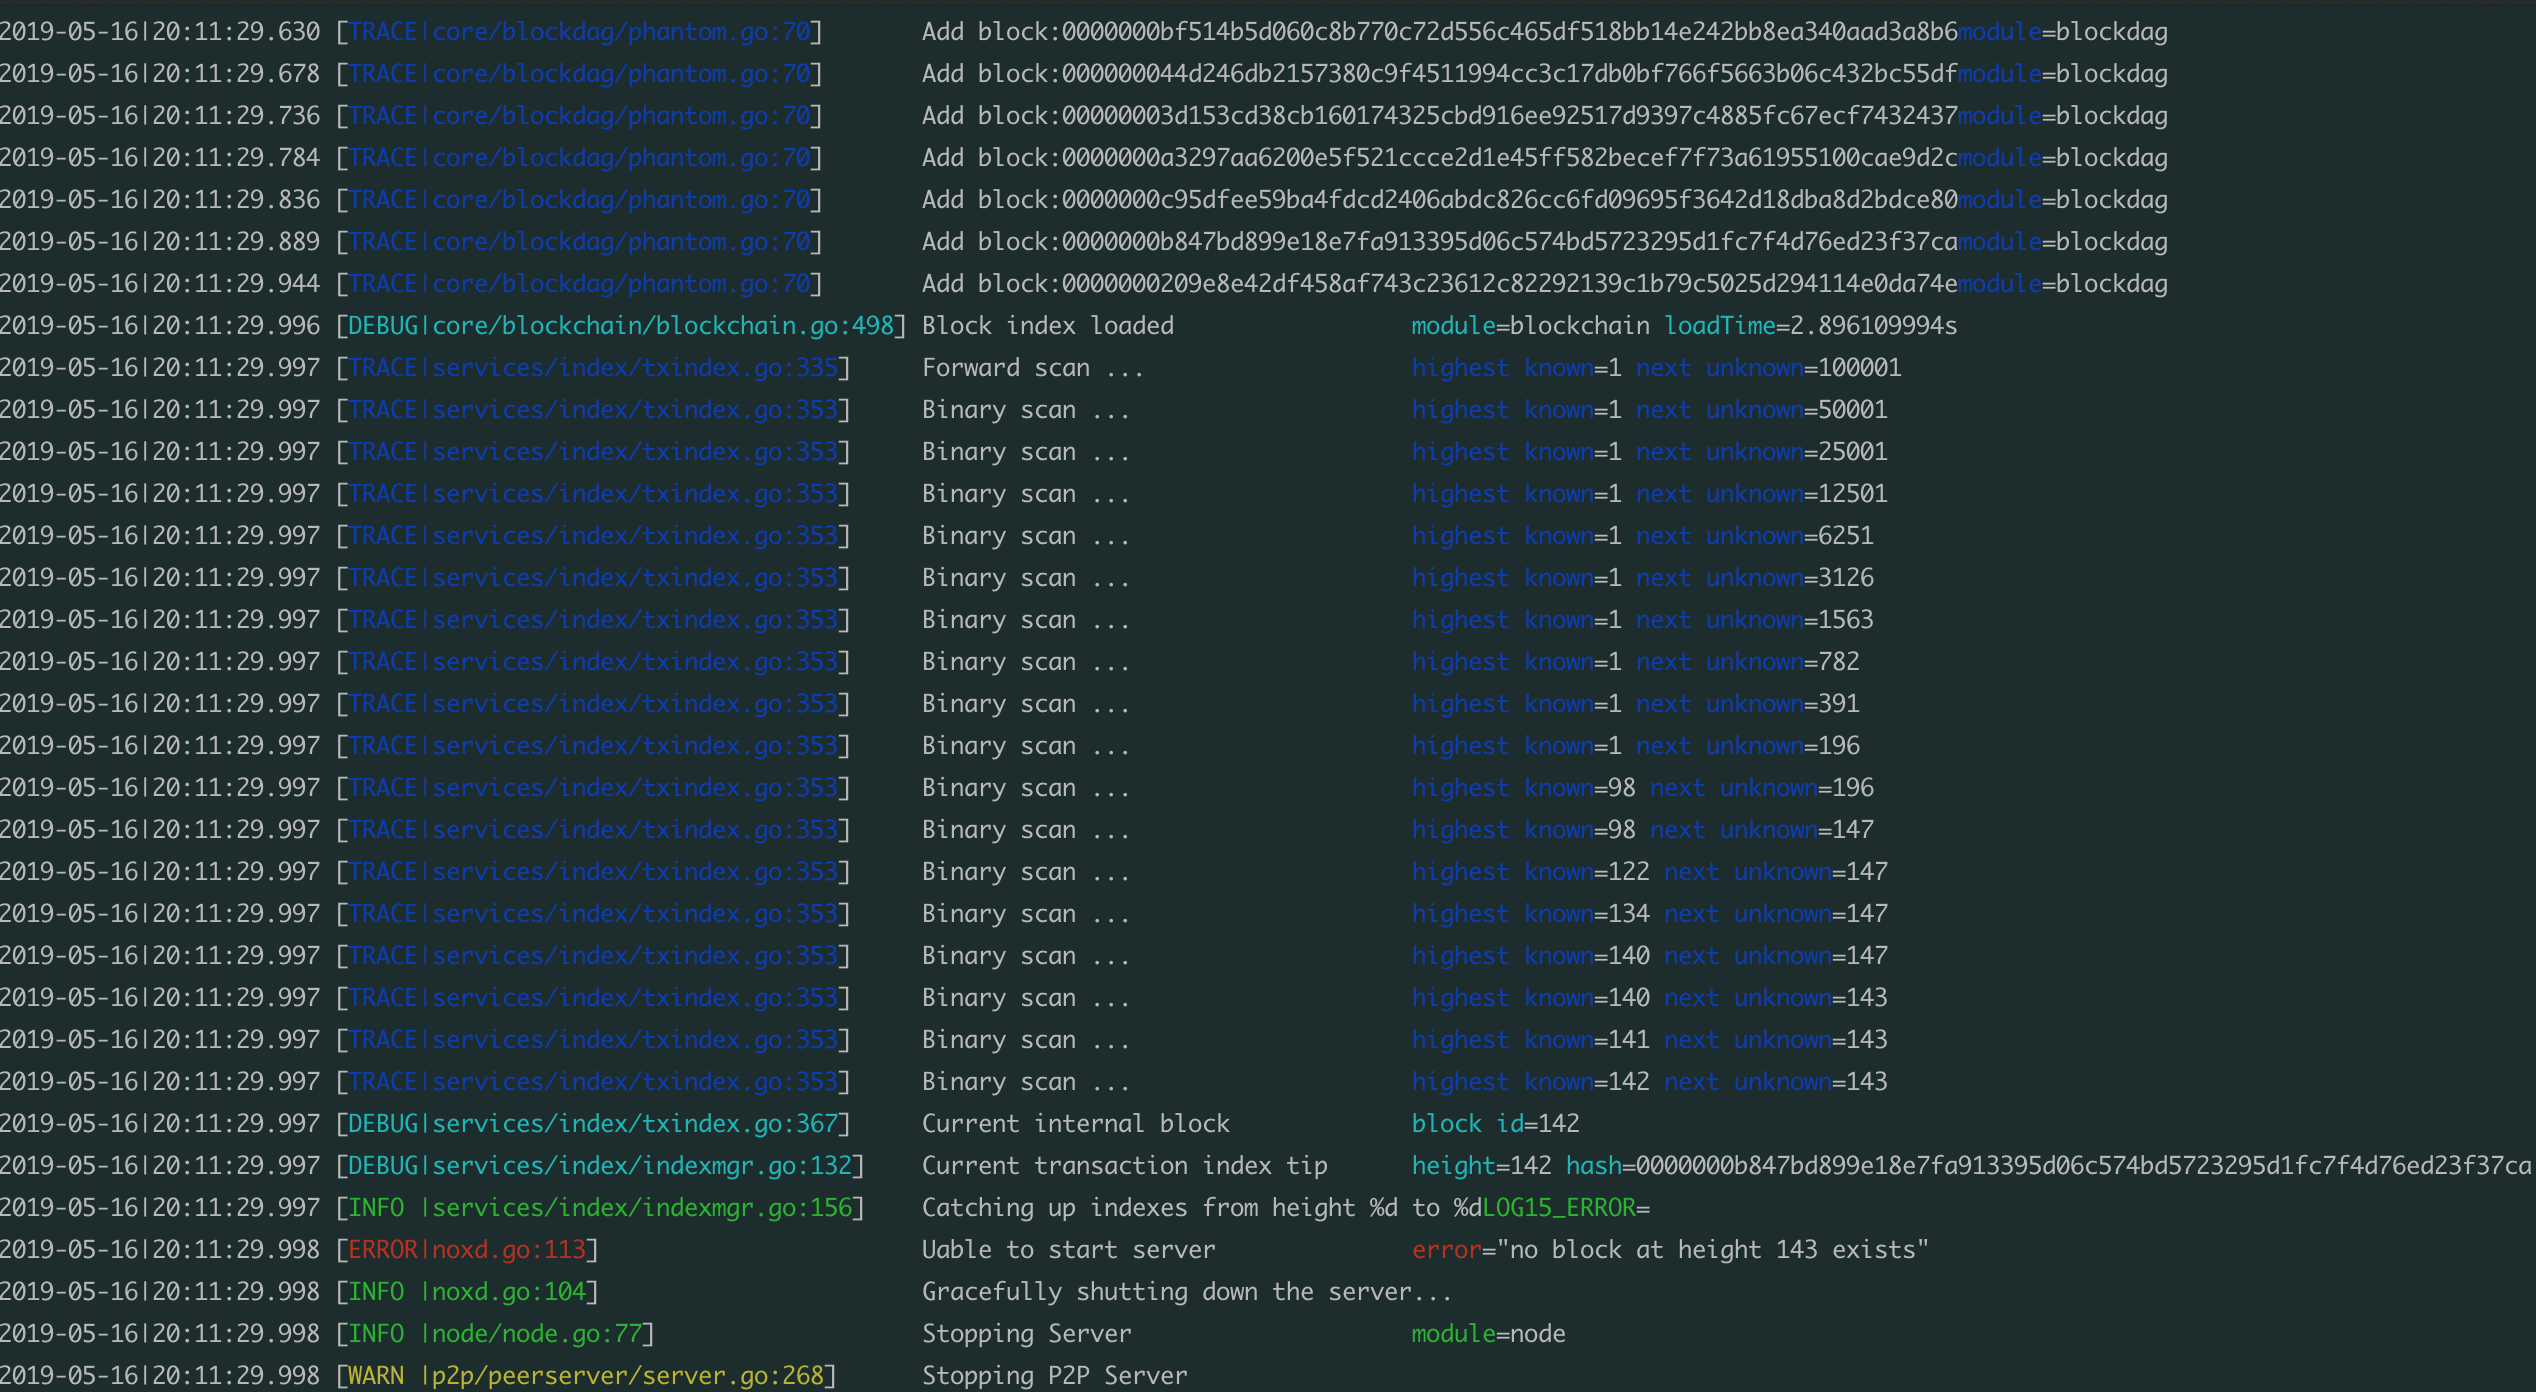 2019-05-16|20:11:29.630 [TRACE|core/blockdag/phantom.go:70] Add block:0000000bf514b5d060c8b770c72d556c465df518bb14e242bb8ea340aad3a8b6module=blockdag
2019-05-16|20:11:29.678 [TRACE|core/blockdag/phantom.go:70] Add block:000000044d246db2157380c9f4511994cc3c17db0bf766f5663b06c432bc55dfmodule=blockdag
2019-05-16|20:11:29.736 [TRACE|core/blockdag/phantom.go:70] Add block:00000003d153cd38cb160174325cbd916ee92517d9397c4885fc67ecf7432437module=blockdag
2019-05-16|20:11:29.784 [TRACE|core/blockdag/phantom.go:70] Add block:0000000a3297aa6200e5f521ccce2d1e45ff582becef7f73a61955100cae9d2cmodule=blockdag
2019-05-16|20:11:29.836 [TRACE|core/blockdag/phantom.go:70] Add block:0000000c95dfee59ba4fdcd2406abdc826cc6fd09695f3642d18dba8d2bdce80module=blockdag
2019-05-16|20:11:29.889 [TRACE|core/blockdag/phantom.go:70] Add block:0000000b847bd899e18e7fa913395d06c574bd5723295d1fc7f4d76ed23f37camodule=blockdag
2019-05-16|20:11:29.944 [TRACE|core/blockdag/phantom.go:70] Add block:0000000209e8e42df458af743c23612c82292139c1b79c5025d294114e0da74emodule=blockdag
2019-05-16|20:11:29.996 [DEBUG|core/blockchain/blockchain.go:498] Block index loaded module=blockchain loadTime=2.896109994s
2019-05-16|20:11:29.997 [TRACE|services/index/txindex.go:335] Forward scan ... highest known=1 next unknown=100001
2019-05-16|20:11:29.997 [TRACE|services/index/txindex.go:353] Binary scan ... highest known=1 next unknown=50001
2019-05-16|20:11:29.997 [TRACE|services/index/txindex.go:353] Binary scan ... highest known=1 next unknown=25001
2019-05-16|20:11:29.997 [TRACE|services/index/txindex.go:353] Binary scan ... highest known=1 next unknown=12501
2019-05-16|20:11:29.997 [TRACE|services/index/txindex.go:353] Binary scan ... highest known=1 next unknown=6251
2019-05-16|20:11:29.997 [TRACE|services/index/txindex.go:353] Binary scan ... highest known=1 next unknown=3126
2019-05-16|20:11:29.997 [TRACE|services/index/txindex.go:353] Binary scan ... highest known=1 next unknown=1563
2019-05-16|20:11:29.997 [TRACE|services/index/txindex.go:353] Binary scan ... highest known=1 next unknown=782
2019-05-16|20:11:29.997 [TRACE|services/index/txindex.go:353] Binary scan ... highest known=1 next unknown=391
2019-05-16|20:11:29.997 [TRACE|services/index/txindex.go:353] Binary scan ... highest known=1 next unknown=196
2019-05-16|20:11:29.997 [TRACE|services/index/txindex.go:353] Binary scan ... highest known=98 next unknown=196
2019-05-16|20:11:29.997 [TRACE|services/index/txindex.go:353] Binary scan ... highest known=98 next unknown=147
2019-05-16|20:11:29.997 [TRACE|services/index/txindex.go:353] Binary scan ... highest known=122 next unknown=147
2019-05-16|20:11:29.997 [TRACE|services/index/txindex.go:353] Binary scan ... highest known=134 next unknown=147
2019-05-16|20:11:29.997 [TRACE|services/index/txindex.go:353] Binary scan ... highest known=140 next unknown=147
2019-05-16|20:11:29.997 [TRACE|services/index/txindex.go:353] Binary scan ... highest known=140 next unknown=143
2019-05-16|20:11:29.997 [TRACE|services/index/txindex.go:353] Binary scan ... highest known=141 next unknown=143
2019-05-16|20:11:29.997 [TRACE|services/index/txindex.go:353] Binary scan ... highest known=142 next unknown=143
2019-05-16|20:11:29.997 [DEBUG|services/index/txindex.go:367] Current internal block block id=142
2019-05-16|20:11:29.997 [DEBUG|services/index/indexmgr.go:132] Current transaction index tip height=142 hash=0000000b847bd899e18e7fa913395d06c574bd5723295d1fc7f4d76ed23f37ca
2019-05-16|20:11:29.997 [INFO |services/index/indexmgr.go:156] Catching up indexes from height %d to %dLOG15_ERROR=
2019-05-16|20:11:29.998 [ERROR|noxd.go:113] Uable to start server error="no block at height 143 exists"
2019-05-16|20:11:29.998 [INFO |noxd.go:104] Gracefully shutting down the server...
2019-05-16|20:11:29.998 [INFO |node/node.go:77] Stopping Server module=node
2019-05-16|20:11:29.998 [WARN |p2p/peerserver/server.go:268] Stopping P2P Server